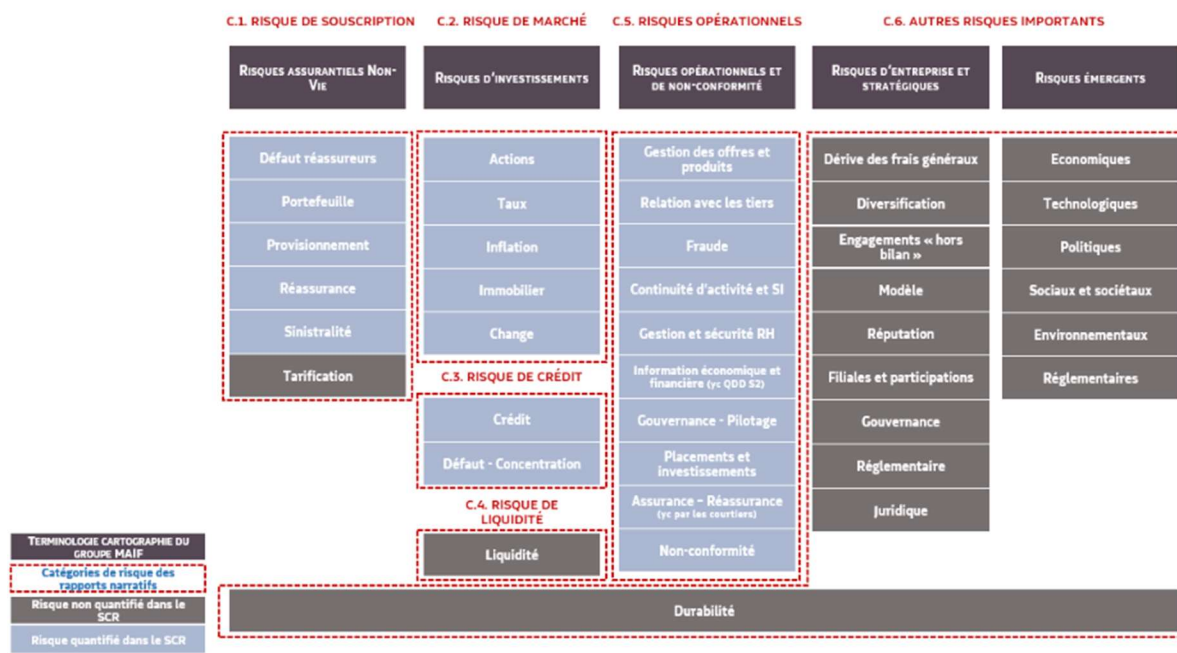 C.1. RISQUE DE SOUSCRIPTION
C.2. RISQUE DE MARCHÉ
C.5. RISQUES OPÉRATIONNELS
C.6. AUTRES RISQUES IMPORTANTS
RISQUES ASSURANTIELS NON-
VIE
RISQUES D'INVESTISSEMENTS
RISQUES OPÉRATIONNELS ET
DE NON-CONFORMITÉ
RISQUES D'ENTREPRISE ET
STRATÉGIQUES
RISQUES ÉMERGENTS
Défaut réassureurs
Portefeuille
Provisionnement
Réassurance
Sinistralité
Tarification
Actions
Taux
Inflation
Immobilier
Change
C.3. RISQUE DE CRÉDIT
Crédit
Défaut - Concentration
C.4. RISQUE DE
LIQUIDITÉ
Liquidité
Gestion des offres et
produits
Relation avec les tiers
Fraude
Continuité d'activité et SI
Gestion et sécurité RH
Information économique et
financière (yc QDD S2)
Gouvernance - Pilotage
Placements et
investissements
Assurance – Réassurance
(yc par les courtiers)
Non-conformité
Dérive des frais généraux
Diversification
Engagements « hors
bilan »
Modèle
Réputation
Filiales et participations
Gouvernance
Réglementaire
Juridique
Economiques
Technologiques
Politiques
Sociaux et sociétaux
Environnementaux
Réglementaires
Durabilité
TERMINOLOGIE CARTOGRAPHIE DU
GROUPE MAIF
Catégories de risque des
rapports narratifs
Risque non quantifié dans le
SCR
Risque quantifié dans le SCR